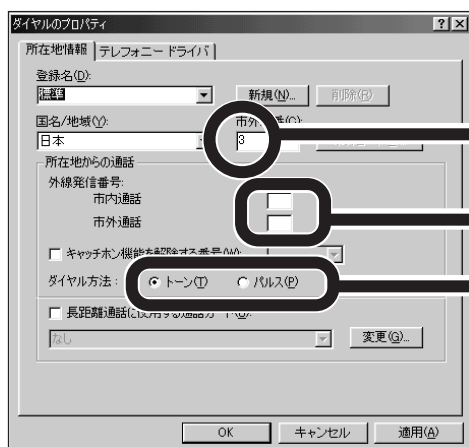 ダイヤルのプロパティ
所在地情報 テレフォニー ドライバ
登録名(D):
標準 新規(N)... 削除(R)
国名/地域(Y):
日本 3
所在地からの通話
外線発信番号:
市内通話
市外通話
キャッチホン機能を解除する番号(W):
ダイヤル方法： トーン(T) パルス(P)
長距離通話に使用する通話カード(U):
なし 変更(G)...
OK キャンセル 適用(A)